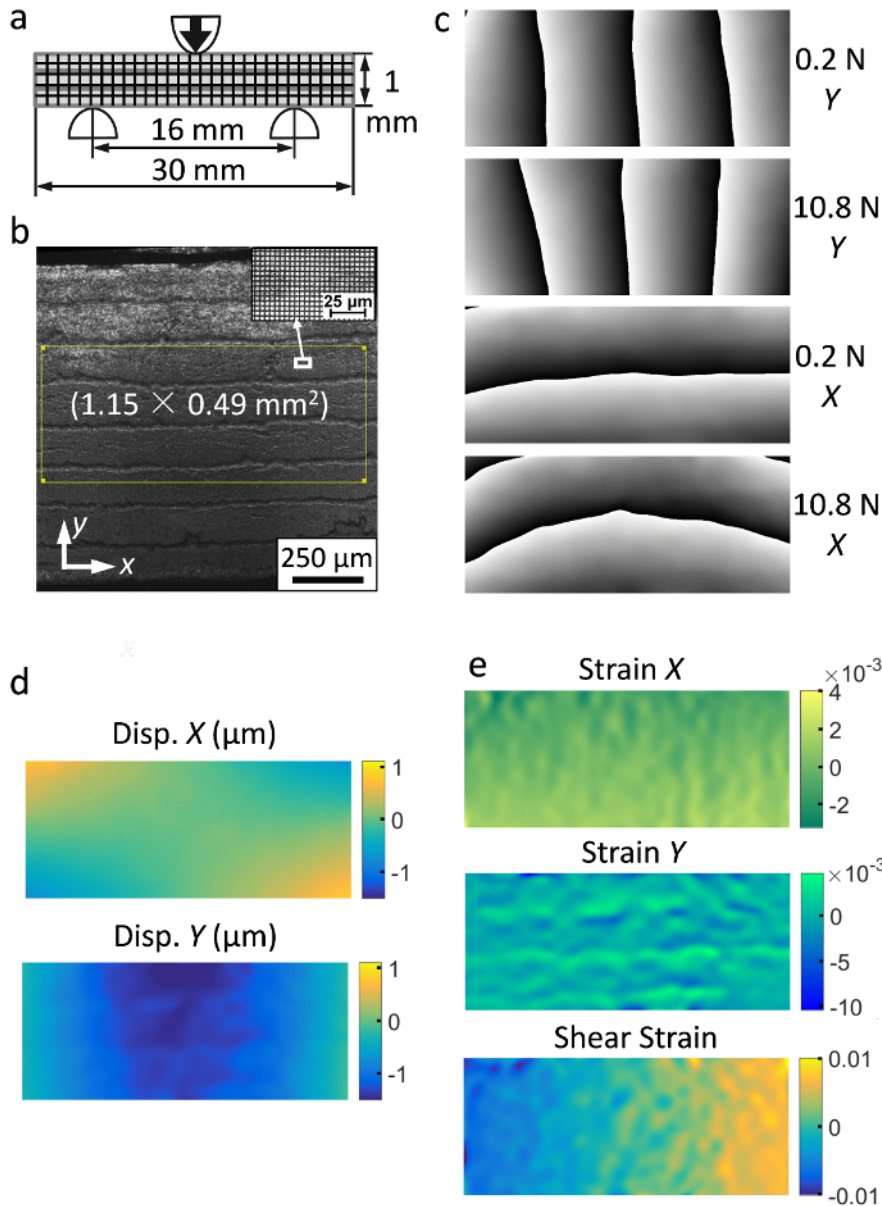 a
1
mm
16 mm
30 mm
b
25 µm
(1.15 × 0.49 mm²)
y
x
250 µm
c
0.2 N
Y
10.8 N
Y
0.2 N
X
10.8 N
X
d
Disp. X (µm)
1
0
-1
Disp. Y (µm)
1
0
-1
e
Strain X
×10⁻³
4
2
0
-2
Strain Y
×10⁻³
0
-5
-10
Shear Strain
0.01
0
-0.01